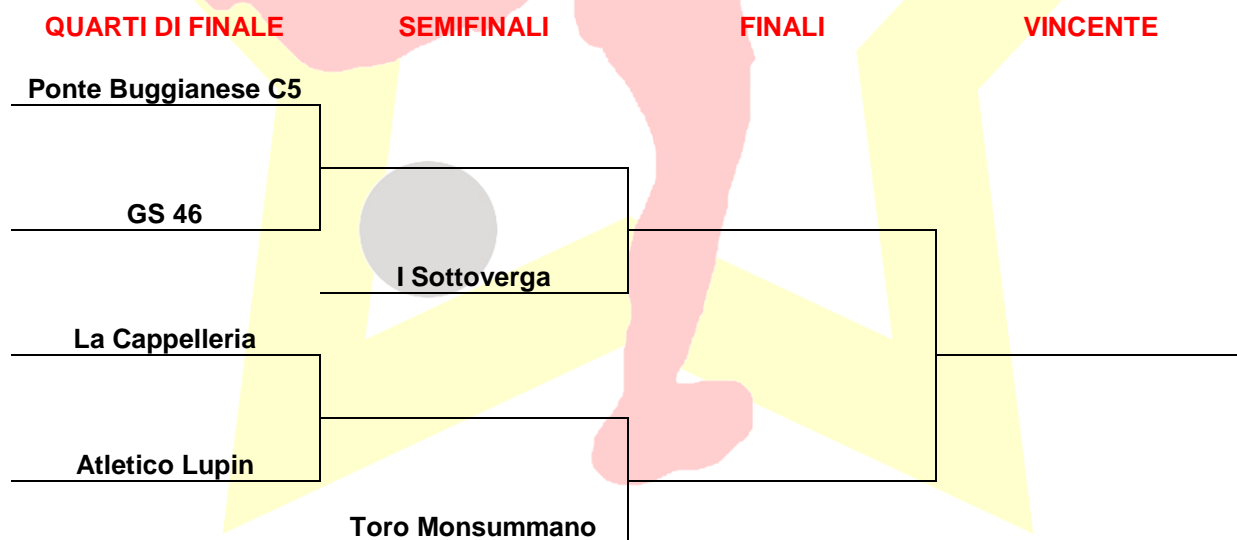 QUARTI DI FINALE SEMIFINALI FINALI VINCENTE
Ponte Buggianese C5
GS 46
I Sottoverga
La Cappelleria
Atletico Lupin
Toro Monsummano